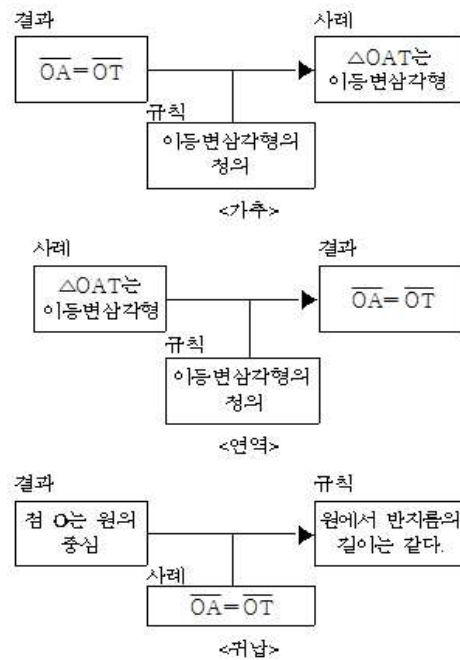 결과
사례
OA=OT
△OAT는
이등변삼각형
규칙
이등변삼각형의
정의
<가추>
사례
결과
△OAT는
이등변삼각형
OA=OT
규칙
이등변삼각형의
정의
<연역>
결과
규칙
점 O는 원의
중심
원에서 반지름의
길이는 같다.
사례
OA=OT
<귀납>